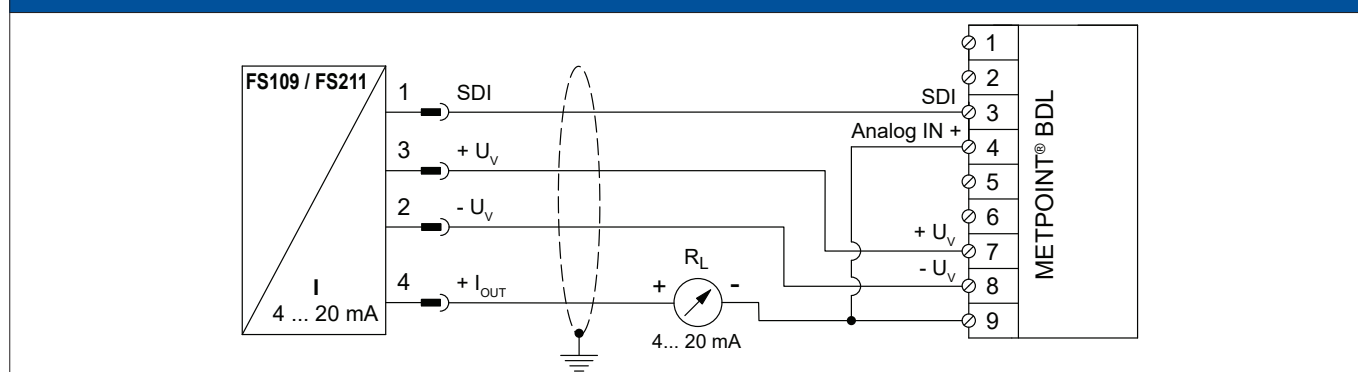 FS109 / FS211
I
4 ... 20 mA
1 SDI
3 + U_V
2 - U_V
4 + I_OUT
R_L
+ -
4... 20 mA
SDI
Analog IN +
+ U_V
- U_V
1
2
3
4
5
6
7
8
9
METPOINT® BDL